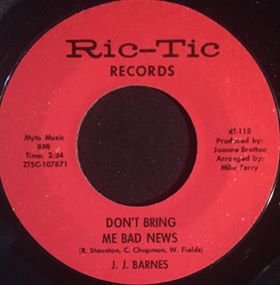 Ric-Tic
RECORDS
Myto Music
BMI
Time: 2:34
ZTSC-107871
RT-115
Produced by:
Joanne Bratton
Arranged by:
Mike Terry
DON'T BRING
ME BAD NEWS
(R. Staunton, C. Chapman, W. Fields)
J. J. BARNES